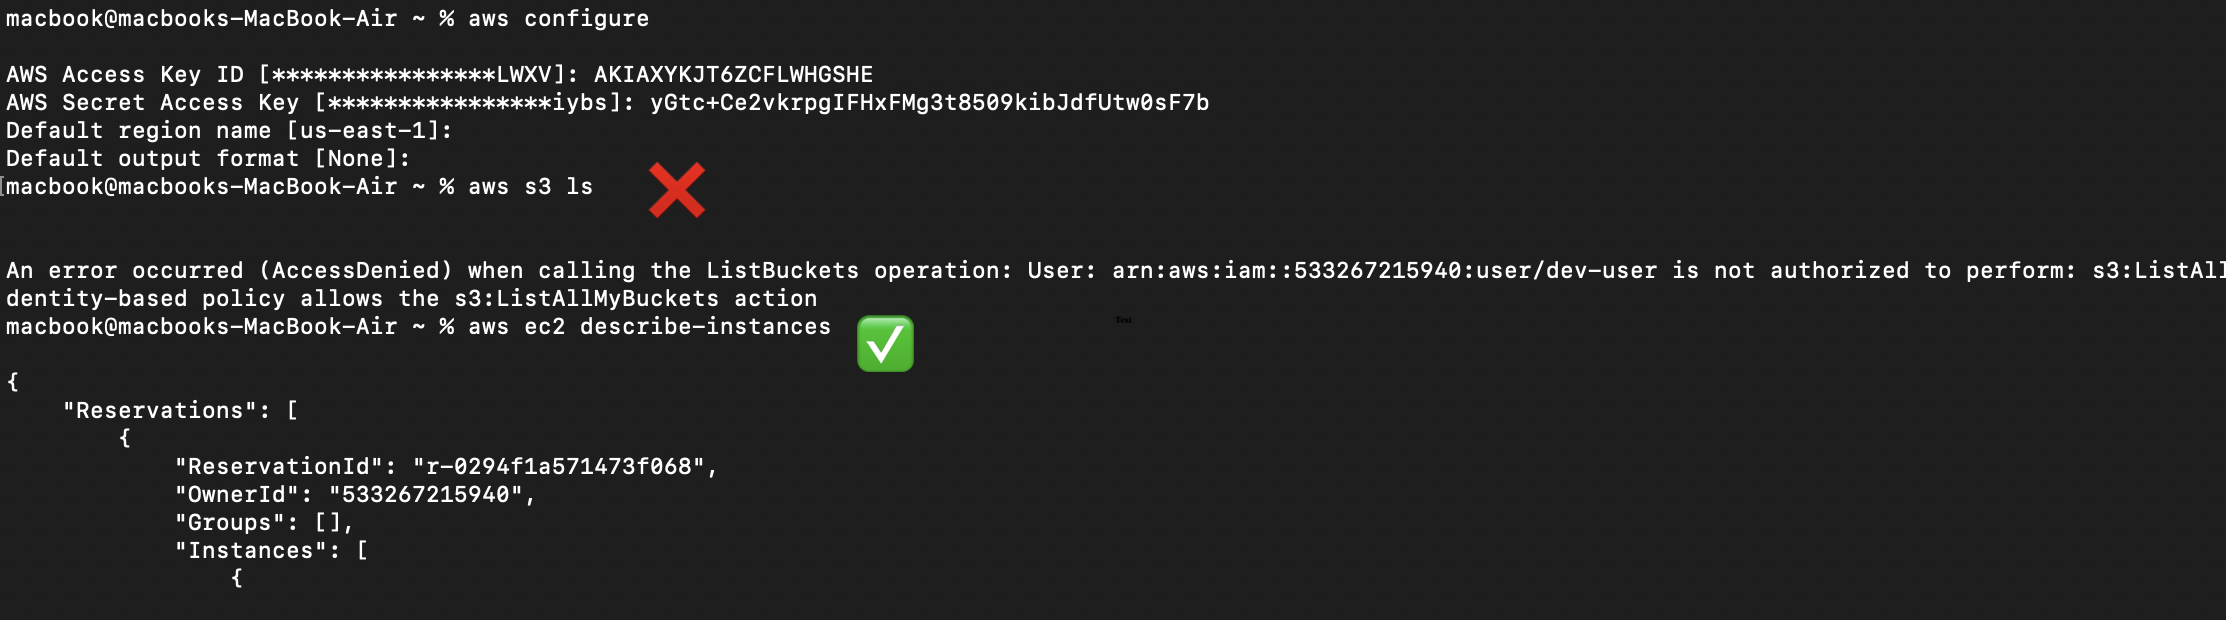 macbook@macbooks-MacBook-Air ~ % aws configure
AWS Access Key ID [****************LWXV]: AKIAXYKJT6ZCFLWHGSHE
AWS Secret Access Key [****************iybs]: 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
Default region name [us-east-1]:
Default output format [None]:
macbook@macbooks-MacBook-Air ~ % aws s3 ls
An error occurred (AccessDenied) when calling the ListBuckets operation: User: arn:aws:iam::533267215940:user/dev-user is not authorized to perform: s3:ListAll
dentity-based policy allows the s3:ListAllMyBuckets action
macbook@macbooks-MacBook-Air ~ % aws ec2 describe-instances
Text
{
"Reservations": [
{
"ReservationId": "r-0294f1a571473f068",
"OwnerId": "533267215940",
"Groups": [],
"Instances": [
{